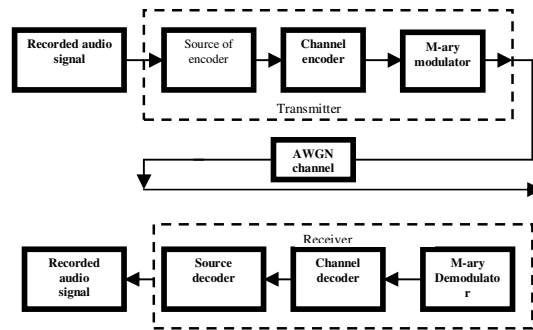 Recorded audio
signal
Source of
encoder
Channel
encoder
M-ary
modulator
Transmitter
AWGN
channel
Receiver
Recorded
audio
signal
Source
decoder
Channel
decoder
M-ary
Demodulato
r